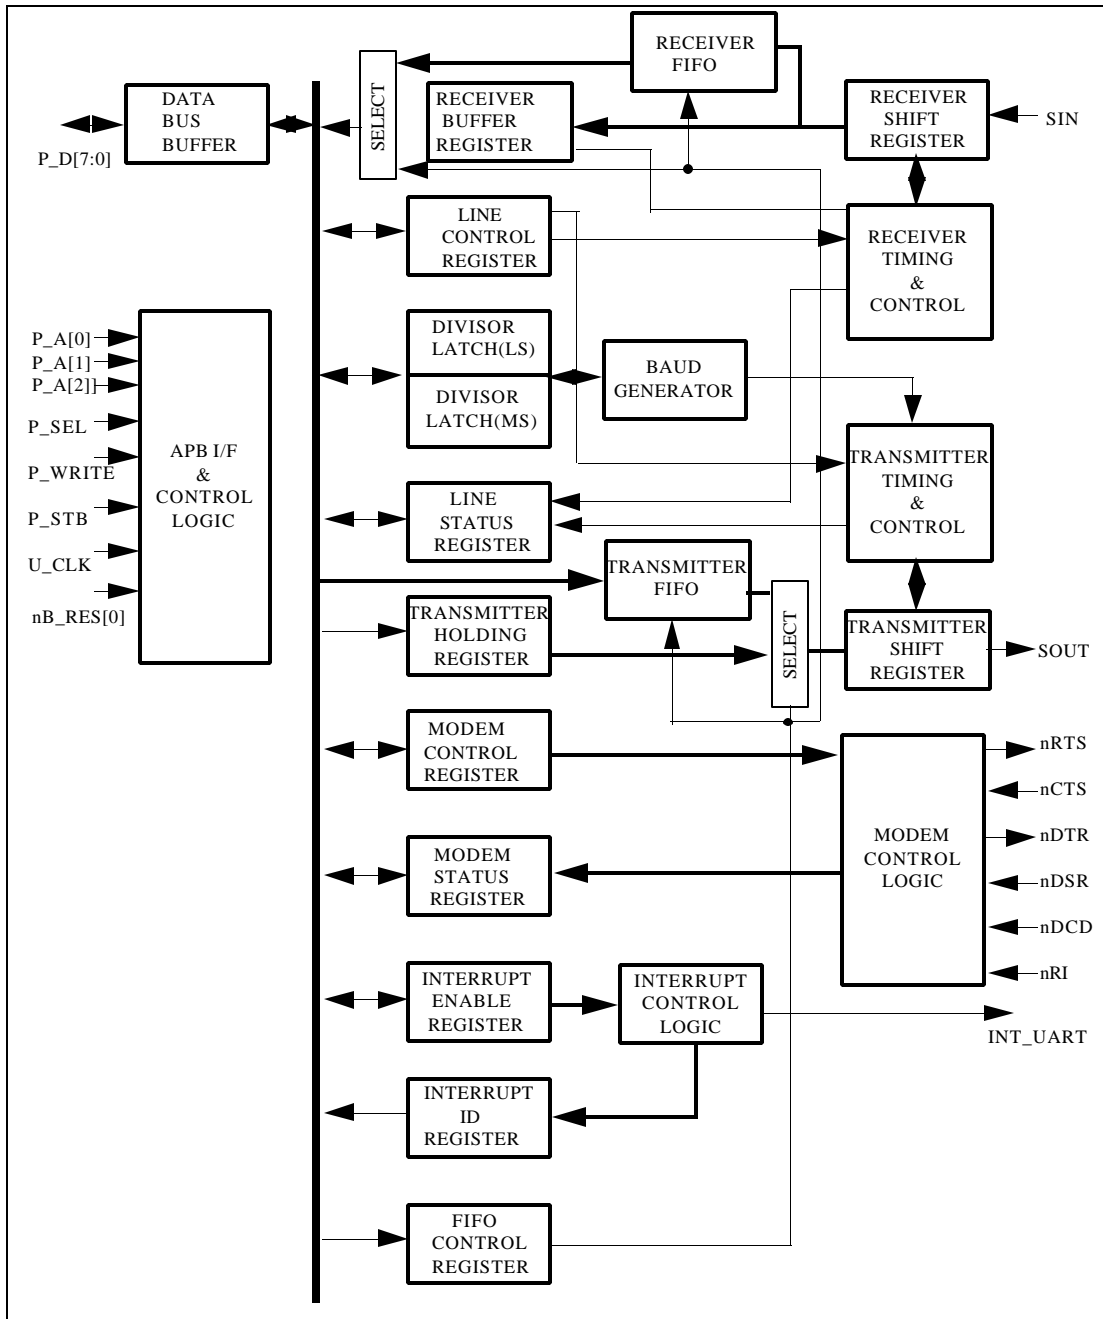 RECEIVER
FIFO
SELECT
DATA
BUS
BUFFER
P_D[7:0]
RECEIVER
BUFFER
REGISTER
RECEIVER
SHIFT
REGISTER
SIN
LINE
CONTROL
REGISTER
RECEIVER
TIMING
&
CONTROL
P_A[0]
P_A[1]
P_A[2]]
P_SEL
P_WRITE
P_STB
U_CLK
nB_RES[0]
APB I/F
&
CONTROL
LOGIC
DIVISOR
LATCH(LS)
DIVISOR
LATCH(MS)
BAUD
GENERATOR
TRANSMITTER
TIMING
&
CONTROL
LINE
STATUS
REGISTER
TRANSMITTER
FIFO
SELECT
TRANSMITTER
HOLDING
REGISTER
TRANSMITTER
SHIFT
REGISTER
SOUT
MODEM
CONTROL
REGISTER
MODEM
CONTROL
LOGIC
nRTS
nCTS
nDTR
nDSR
nDCD
nRI
MODEM
STATUS
REGISTER
INTERRUPT
ENABLE
REGISTER
INTERRUPT
CONTROL
LOGIC
INT_UART
INTERRUPT
ID
REGISTER
FIFO
CONTROL
REGISTER